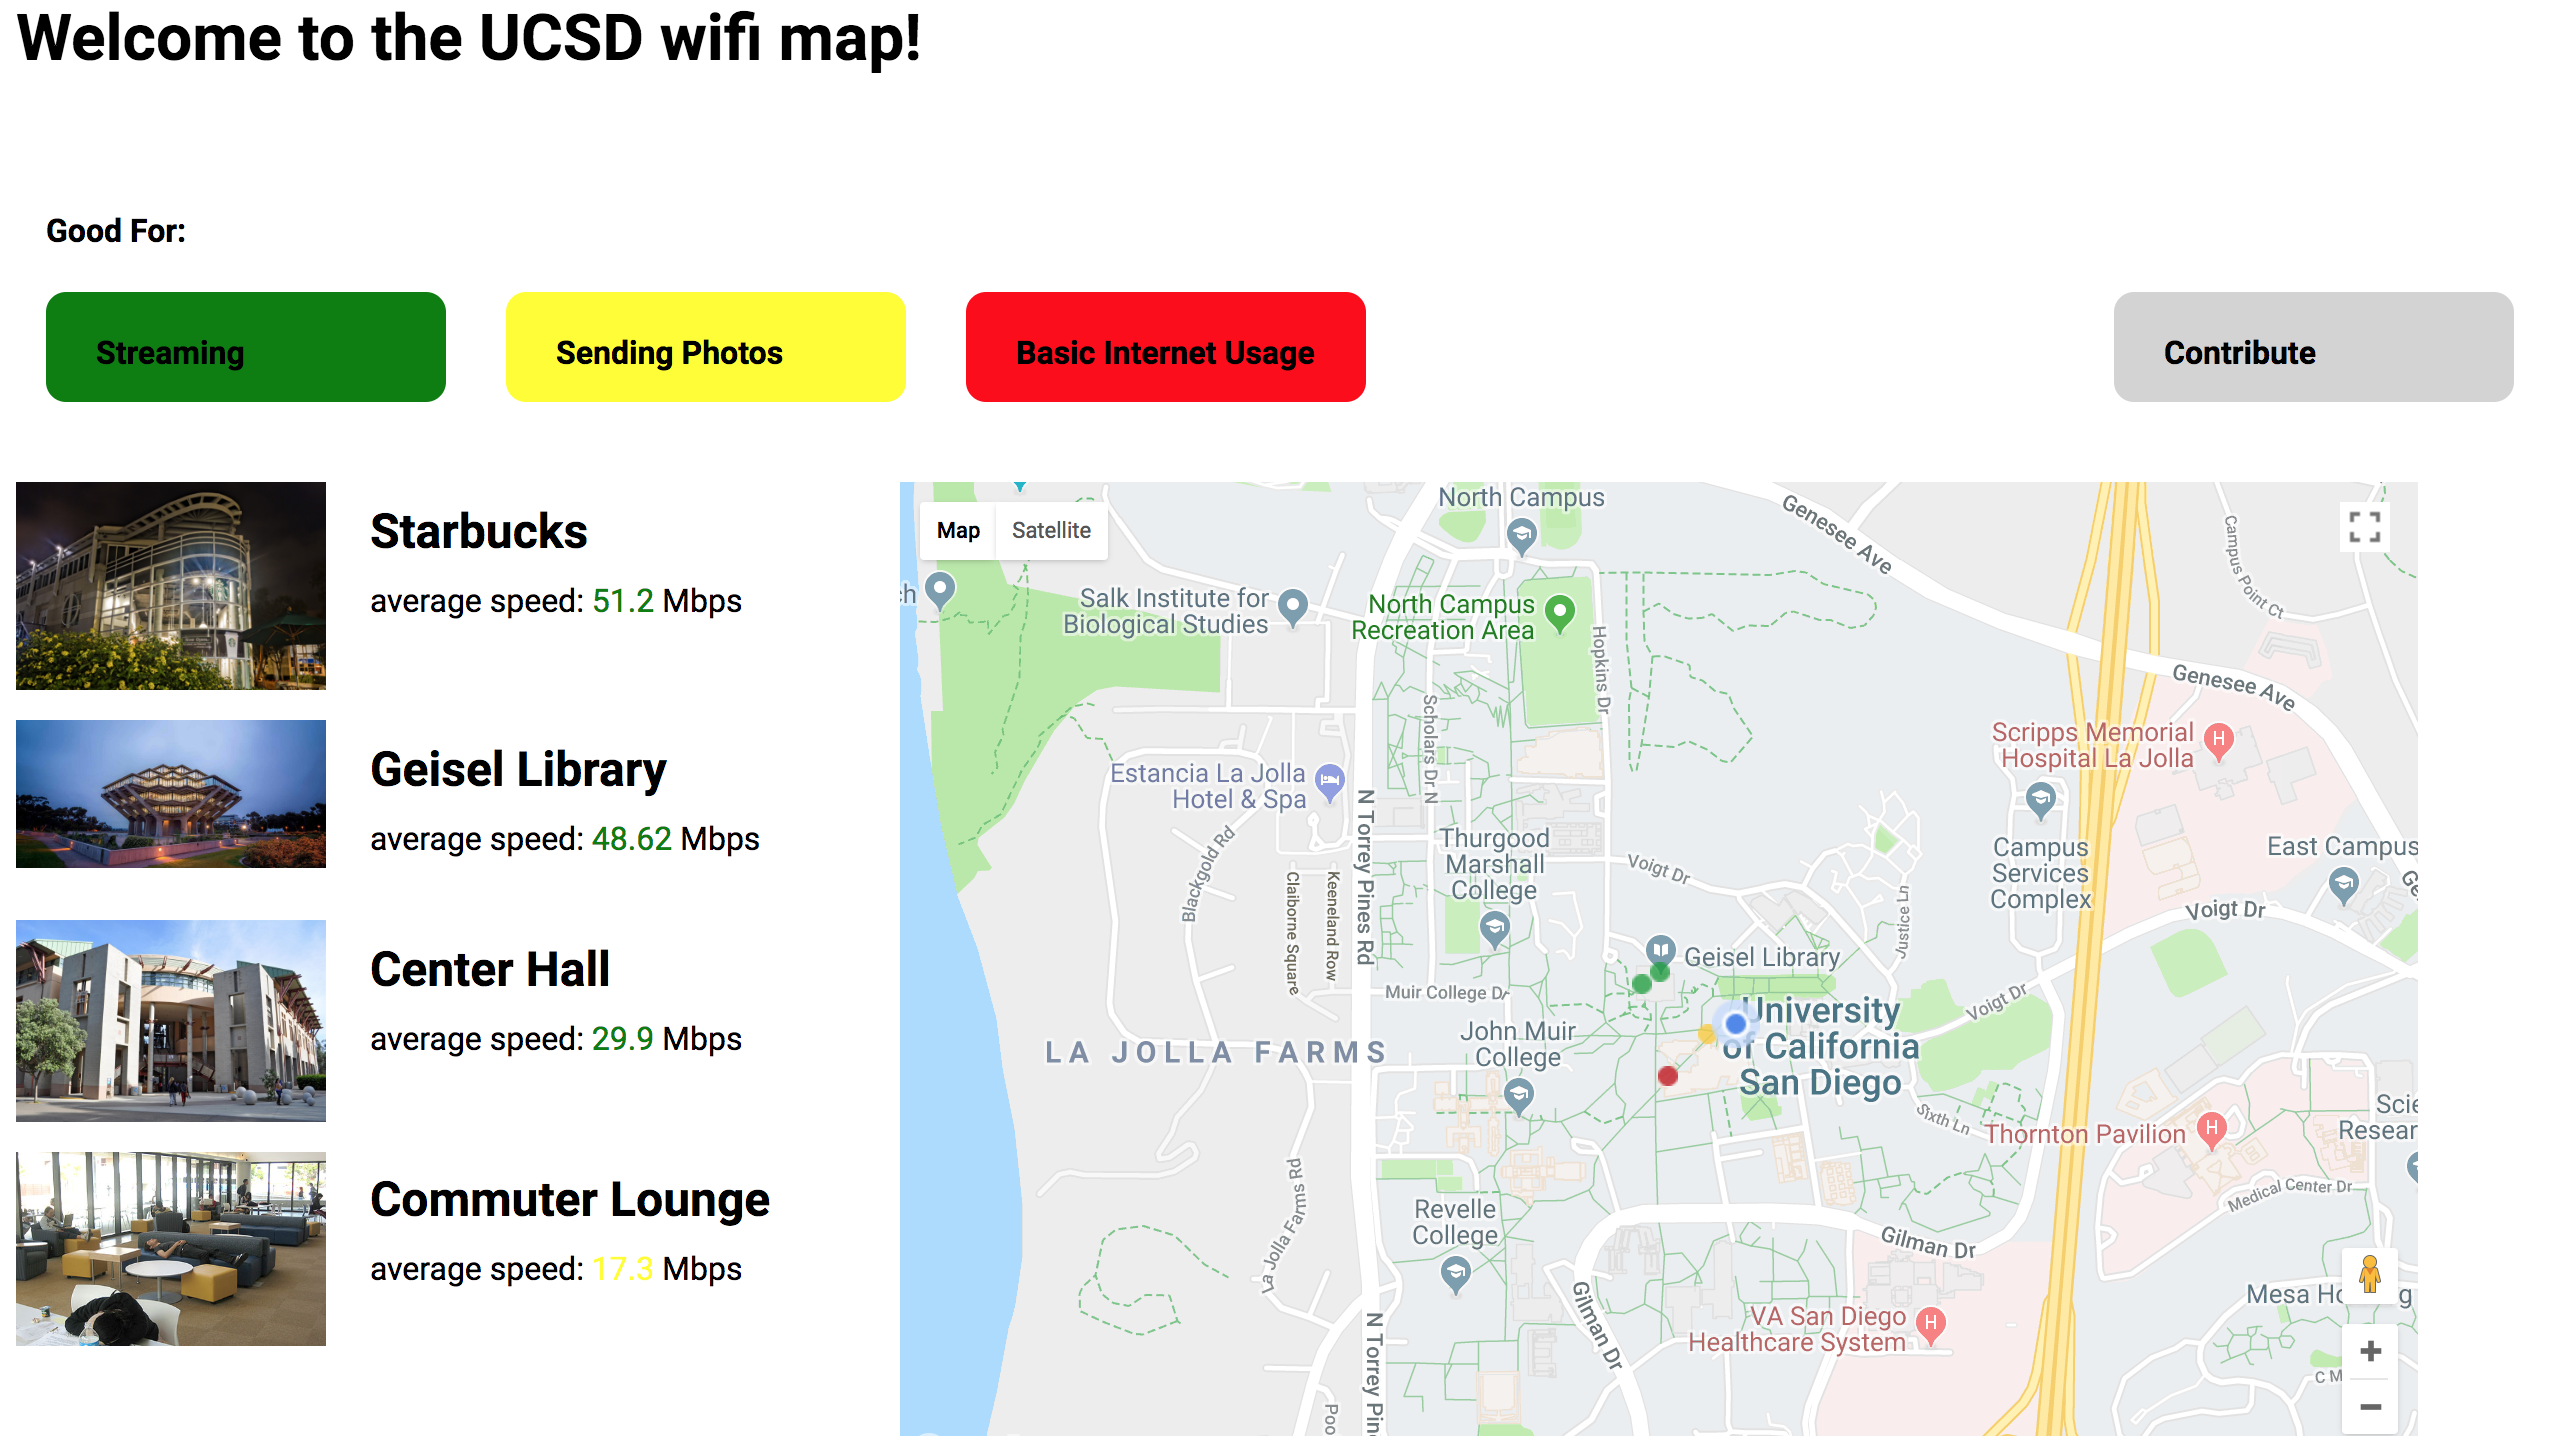 Welcome to the UCSD wifi map!
Good For:
Streaming
Sending Photos
Basic Internet Usage
Contribute
Starbucks
average speed: 51.2 Mbps
Geisel Library
average speed: 48.62 Mbps
Center Hall
average speed: 29.9 Mbps
Commuter Lounge
average speed: 17.3 Mbps
Map
Satellite
North Campus
Genesee Ave
Campus Point Ct
Salk Institute for
Biological Studies
North Campus
Recreation Area
Hopkins Dr
Scholars Dr N
Genesee Ave
Scripps Memorial
Hospital La Jolla
Estancia La Jolla
Hotel & Spa
N Torrey Pines Rd
Blackgold Rd
Claiborne Square
Keeneland Row
Thurgood
Marshall
College
Voigt Dr
Justice Ln
Campus
Services
Complex
East Campus
Voigt Dr
Geisel Library
Muir College Dr
Voigt Dr
John Muir
College
University
of California
San Diego
LA JOLLA FARMS
Sixth Ln
Thornton Pavilion
Medical Center Dr
La Jolla Farms Rd
Revelle
College
Gilman Dr
Gilman Dr
N Torrey Pin
VA San Diego
Healthcare System
Mesa